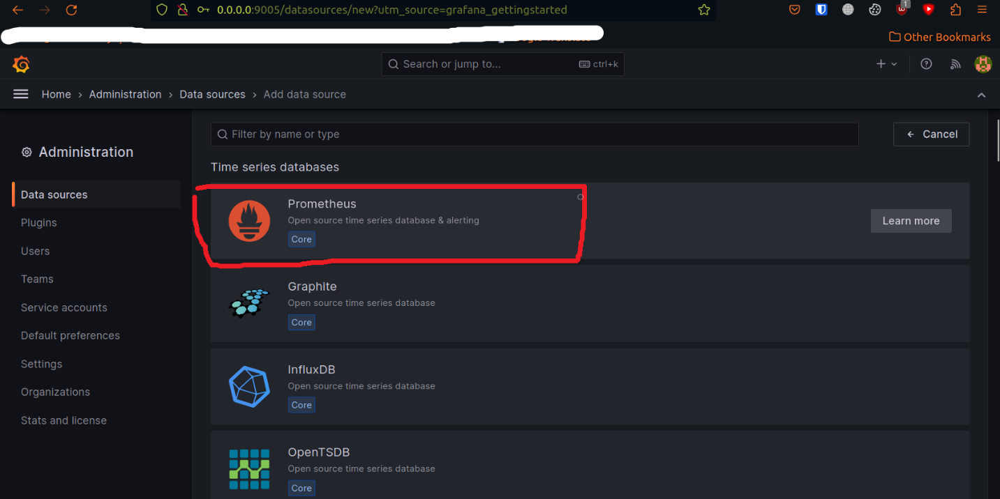 0.0.0.0:9005/datasources/new?utm_source=grafana_gettingstarted
1
Other Bookmarks
Search or jump to...
ctrl+k
Home › Administration › Data sources › Add data source
Administration
Data sources
Plugins
Users
Teams
Service accounts
Default preferences
Settings
Organizations
Stats and license
Filter by name or type
Cancel
Time series databases
Prometheus
Open source time series database & alerting
Core
Learn more
Graphite
Open source time series database
Core
InfluxDB
Open source time series database
Core
OpenTSDB
Open source time series database
Core